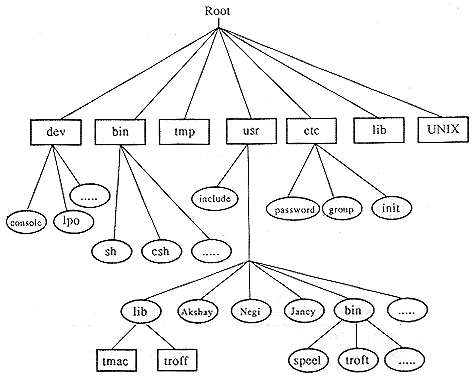 Root
dev bin tmp usr etc lib UNIX
.....
include
console lpo
password group init
sh csh .....
lib Akshay Negi Jancy bin .....
tmac troff speel troft .....